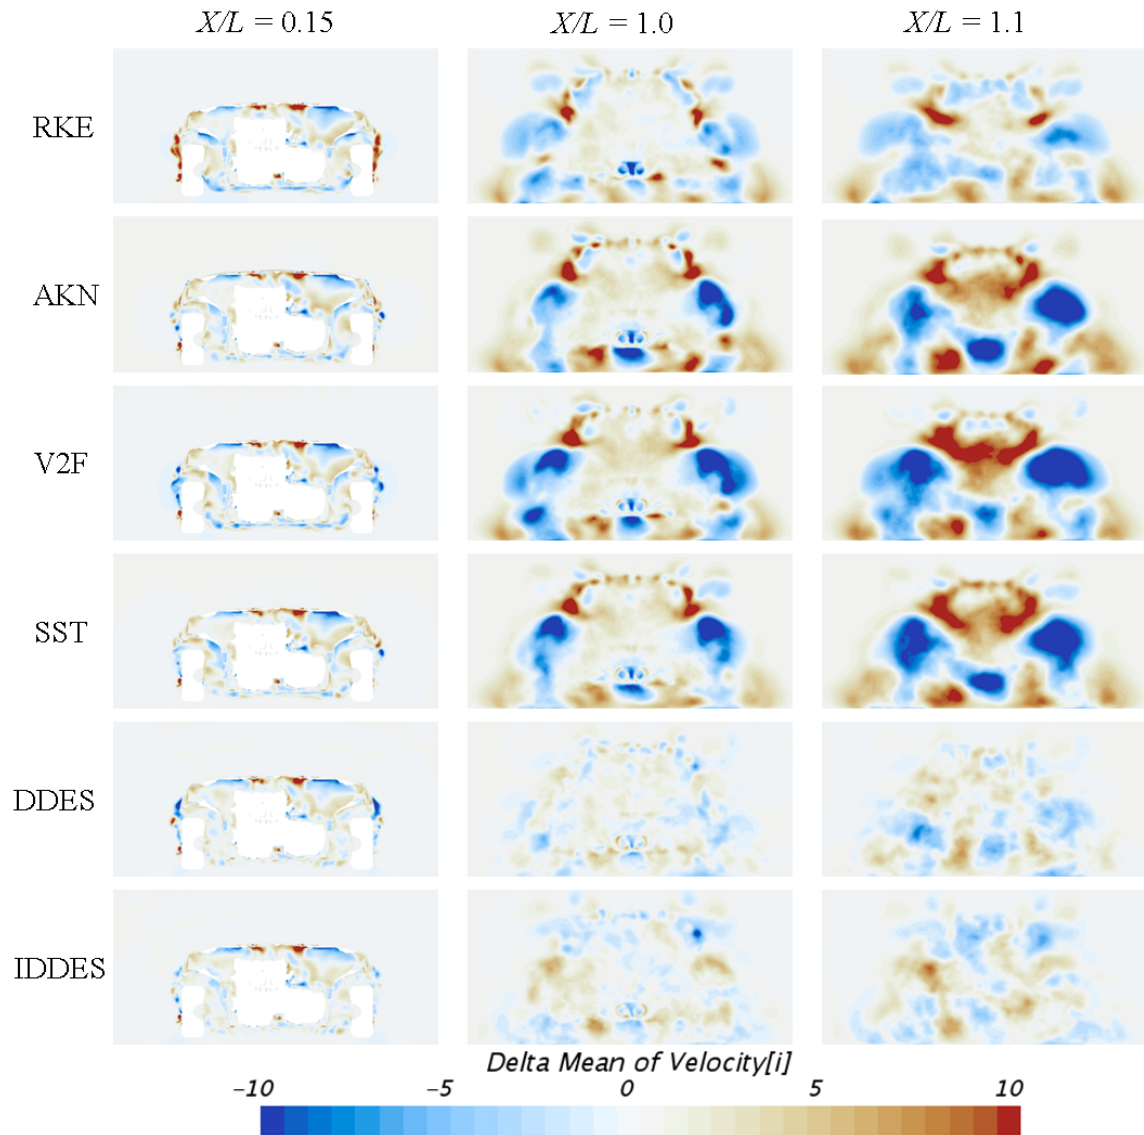 X/L = 0.15 X/L = 1.0 X/L = 1.1
RKE
AKN
V2F
SST
DDES
IDDES
Delta Mean of Velocity[i]
−10 −5 0 5 10